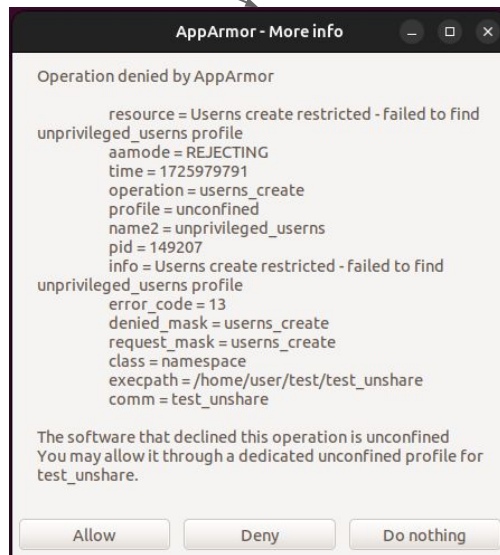 AppArmor - More info
Operation denied by AppArmor
resource = Userns create restricted - failed to find
unprivileged_userns profile
aamode = REJECTING
time = 1725979791
operation = userns_create
profile = unconfined
name2 = unprivileged_userns
pid = 149207
info = Userns create restricted - failed to find
unprivileged_userns profile
error_code = 13
denied_mask = userns_create
request_mask = userns_create
class = namespace
execpath = /home/user/test/test_unshare
comm = test_unshare
The software that declined this operation is unconfined
You may allow it through a dedicated unconfined profile for
test_unshare.
Allow Deny Do nothing